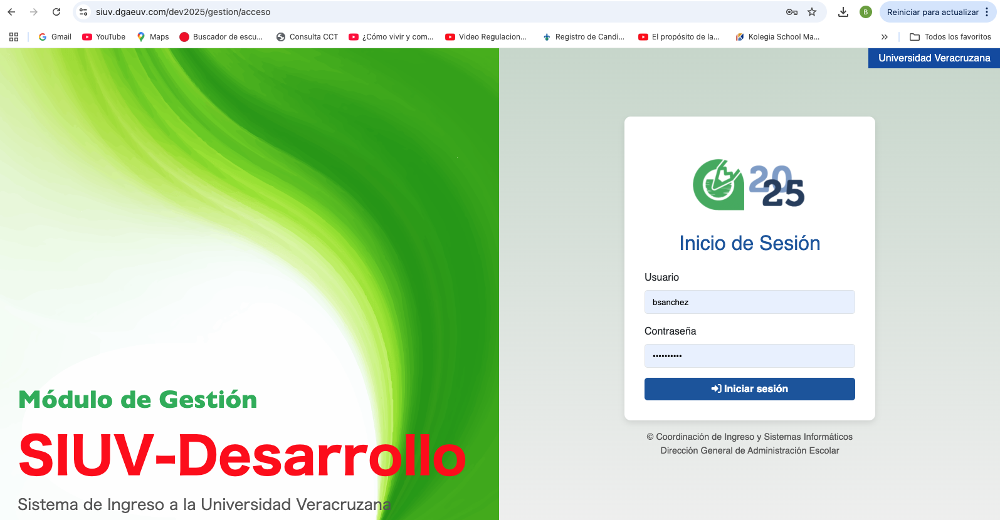 siuv.dgaeuv.com/dev2025/gestion/acceso
B
Reiniciar para actualizar
Gmail
YouTube
Maps
Buscador de escu...
Consulta CCT
¿Cómo vivir y com...
Video Regulacion...
Registro de Candi...
El propósito de la...
Kolegia School Ma...
Todos los favoritos
Universidad Veracruzana
2025
Inicio de Sesión
Usuario
bsanchez
Contraseña
••••••••••
Iniciar sesión
© Coordinación de Ingreso y Sistemas Informáticos
Dirección General de Administración Escolar
Módulo de Gestión
SIUV-Desarrollo
Sistema de Ingreso a la Universidad Veracruzana